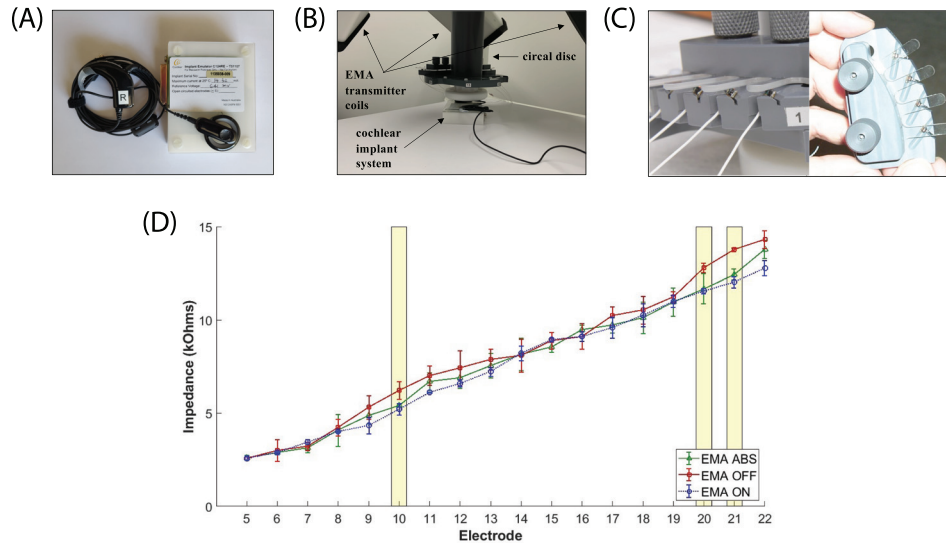 (A)
R
(B)
EMA
transmitter
coils
circal disc
cochlear
implant
system
(C)
1
(D)
Impedance (kOhms)
15
10
5
0
EMA ABS
EMA OFF
EMA ON
5 6 7 8 9 10 11 12 13 14 15 16 17 18 19 20 21 22
Electrode